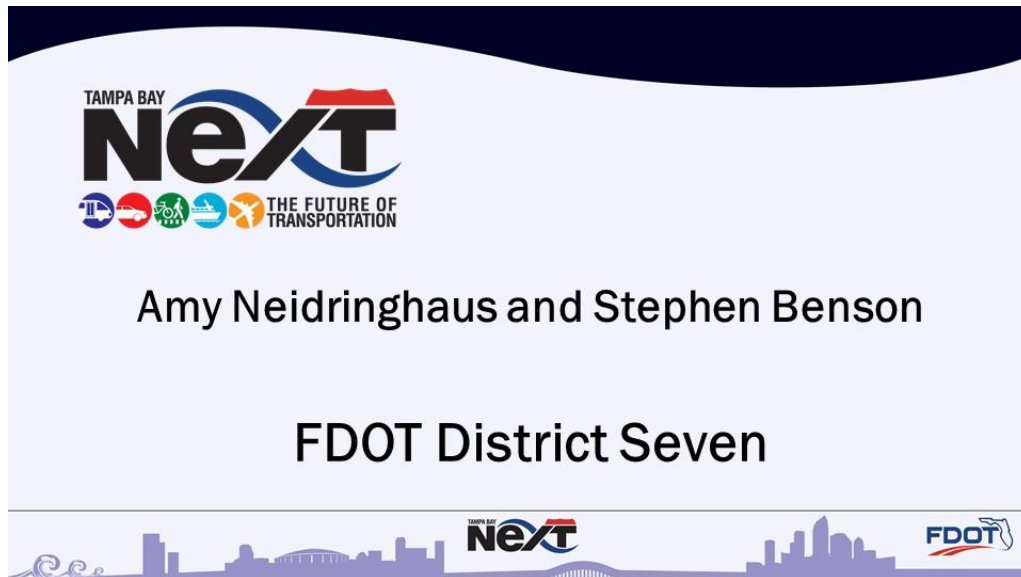 TAMPA BAY
NeXT
THE FUTURE OF
TRANSPORTATION
Amy Neidringhaus and Stephen Benson
FDOT District Seven
TAMPA BAY
NeXT
FDOT